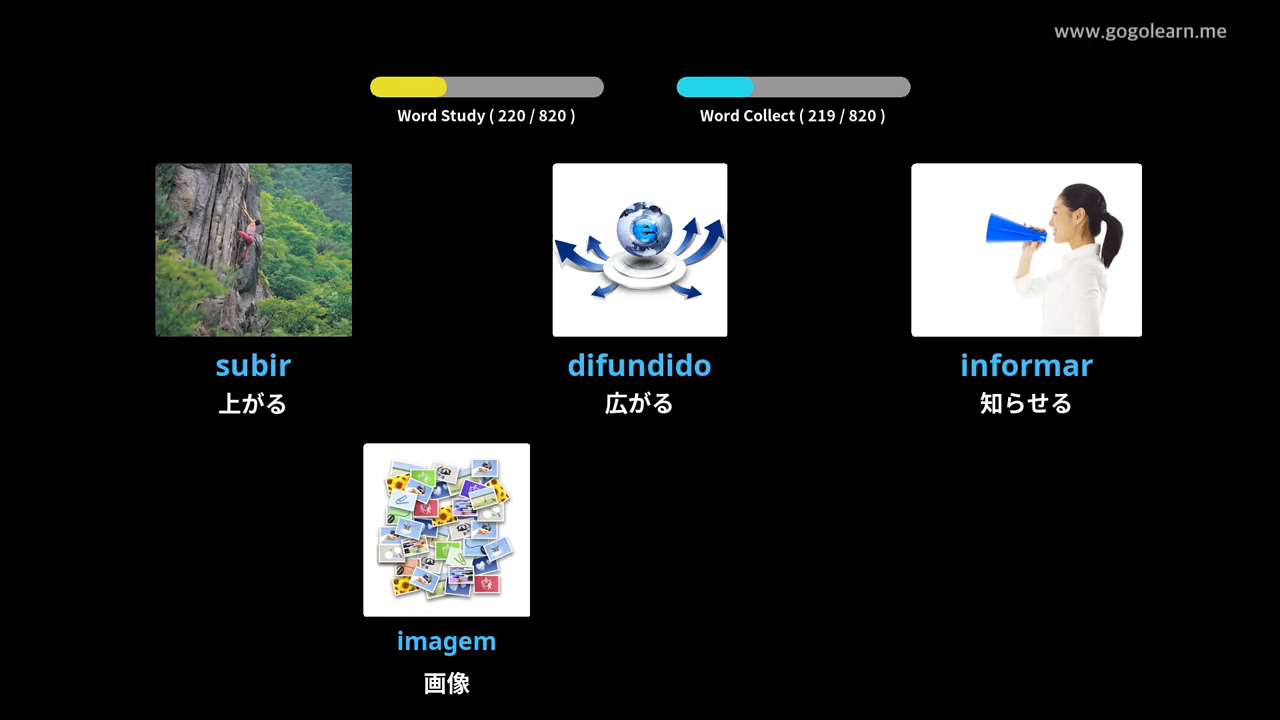 www.gogolearn.me
Word Study ( 220 / 820 )
Word Collect ( 219 / 820 )
subir
difundido
informar
上がる
広がる
知らせる
imagem
画像